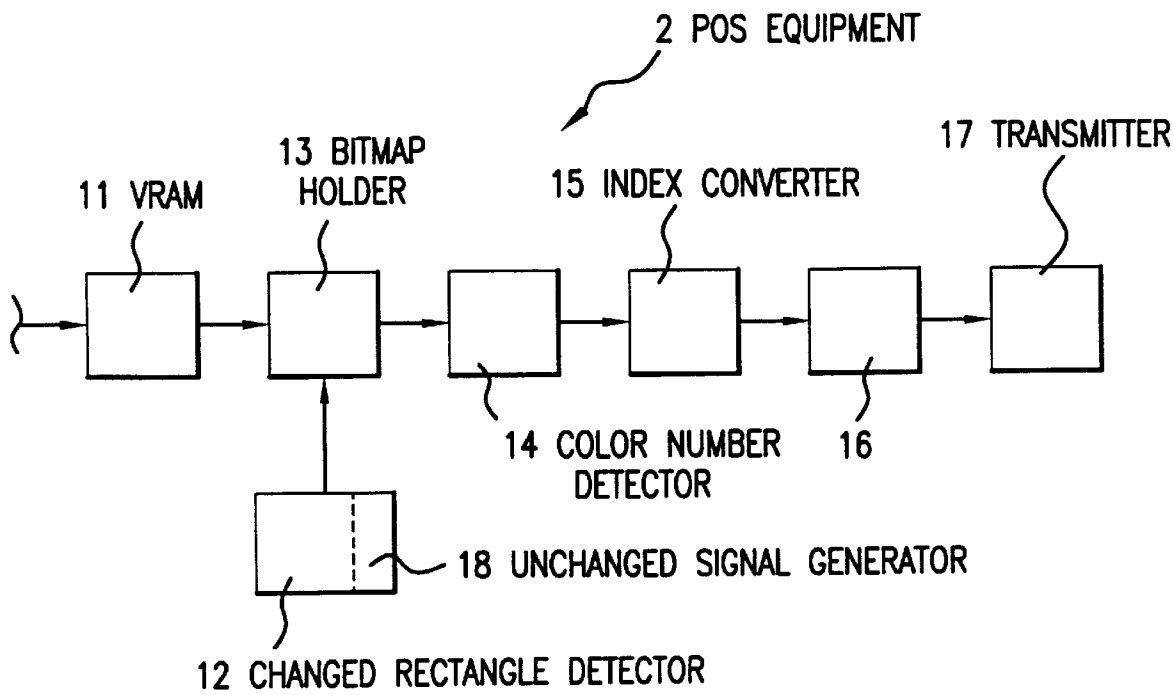 2 POS EQUIPMENT
17 TRANSMITTER
13 BITMAP
HOLDER
15 INDEX CONVERTER
11 VRAM
14 COLOR NUMBER
DETECTOR
16
18 UNCHANGED SIGNAL GENERATOR
12 CHANGED RECTANGLE DETECTOR